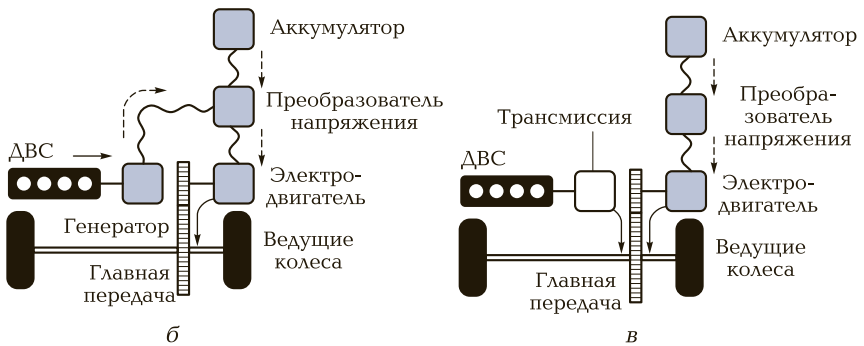 Аккумулятор
Преобразователь
напряжения
ДВС
Электро-
двигатель
Генератор
Ведущие
колеса
Главная
передача
б
Аккумулятор
Преобра-
зователь
напряжения
Трансмиссия
ДВС
Электро-
двигатель
Ведущие
колеса
Главная
передача
в